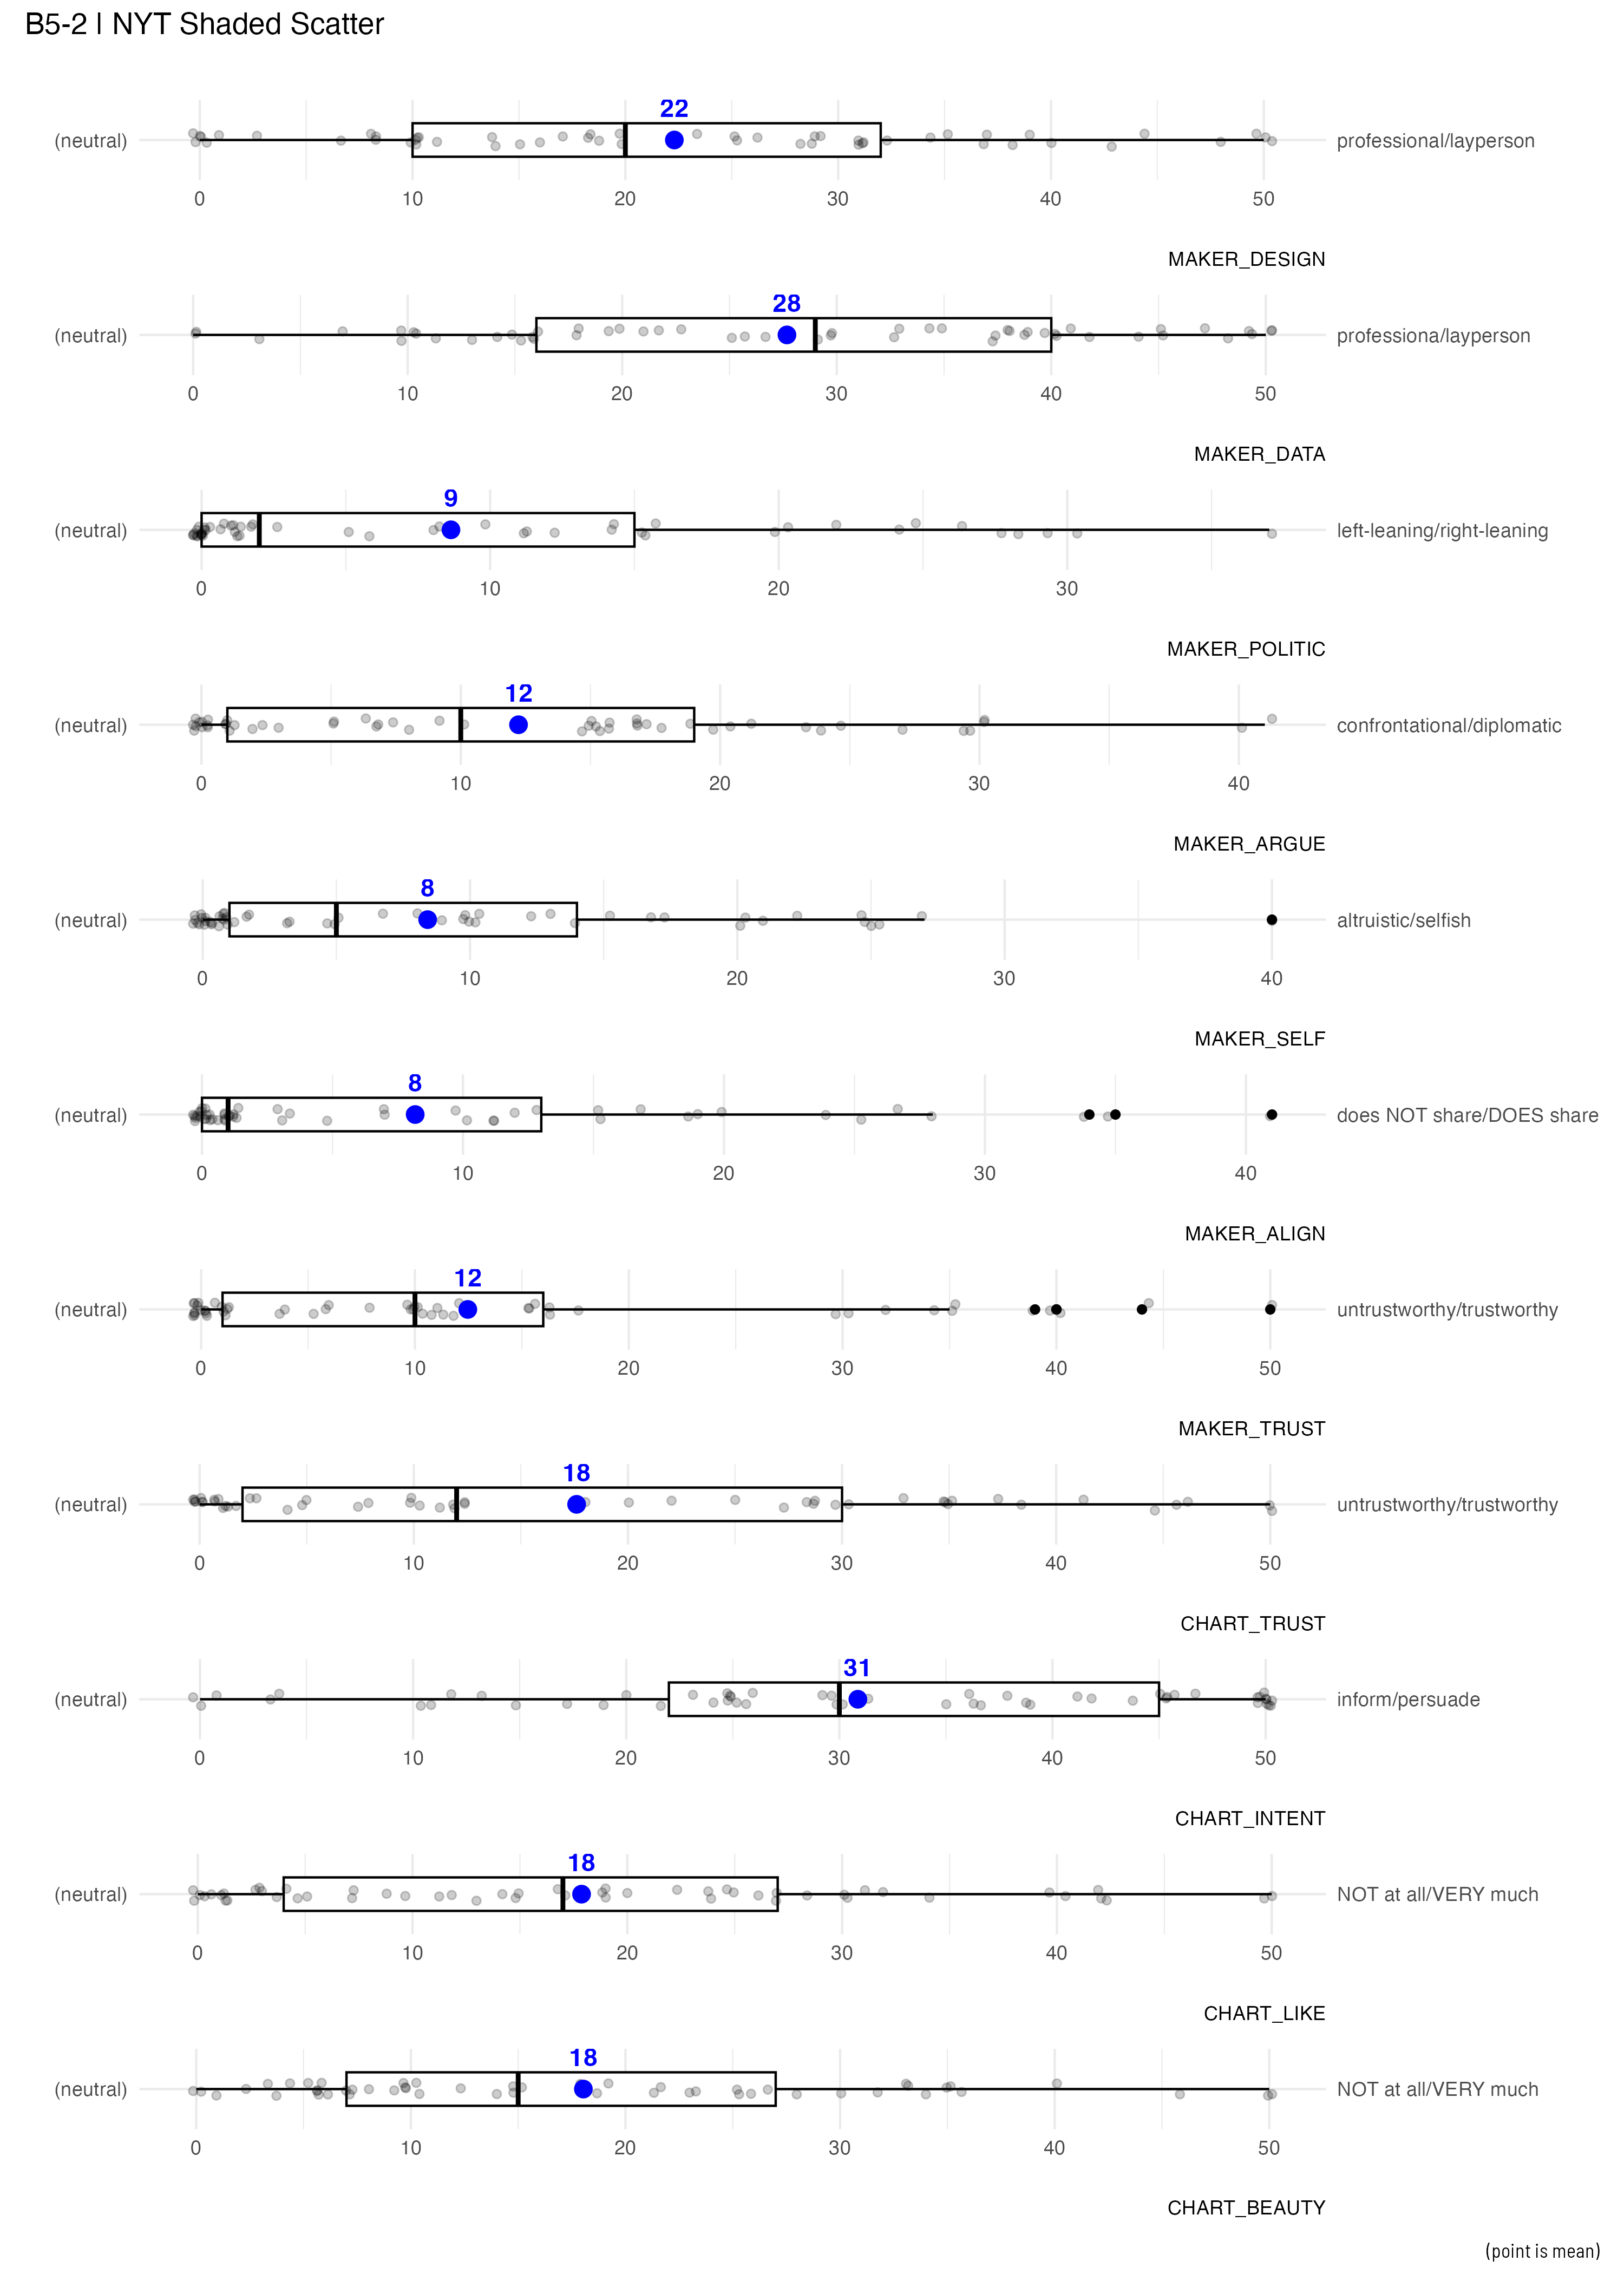 B5-2 | NYT Shaded Scatter
22
(neutral) professional/layperson
0 10 20 30 40 50
MAKER_DESIGN
28
(neutral) professiona/layperson
0 10 20 30 40 50
MAKER_DATA
9
(neutral) left-leaning/right-leaning
0 10 20 30
MAKER_POLITIC
12
(neutral) confrontational/diplomatic
0 10 20 30 40
MAKER_ARGUE
8
(neutral) altruistic/selfish
0 10 20 30 40
MAKER_SELF
8
(neutral) does NOT share/DOES share
0 10 20 30 40
MAKER_ALIGN
12
(neutral) untrustworthy/trustworthy
0 10 20 30 40 50
MAKER_TRUST
18
(neutral) untrustworthy/trustworthy
0 10 20 30 40 50
CHART_TRUST
31
(neutral) inform/persuade
0 10 20 30 40 50
CHART_INTENT
18
(neutral) NOT at all/VERY much
0 10 20 30 40 50
CHART_LIKE
18
(neutral) NOT at all/VERY much
0 10 20 30 40 50
CHART_BEAUTY
(point is mean)